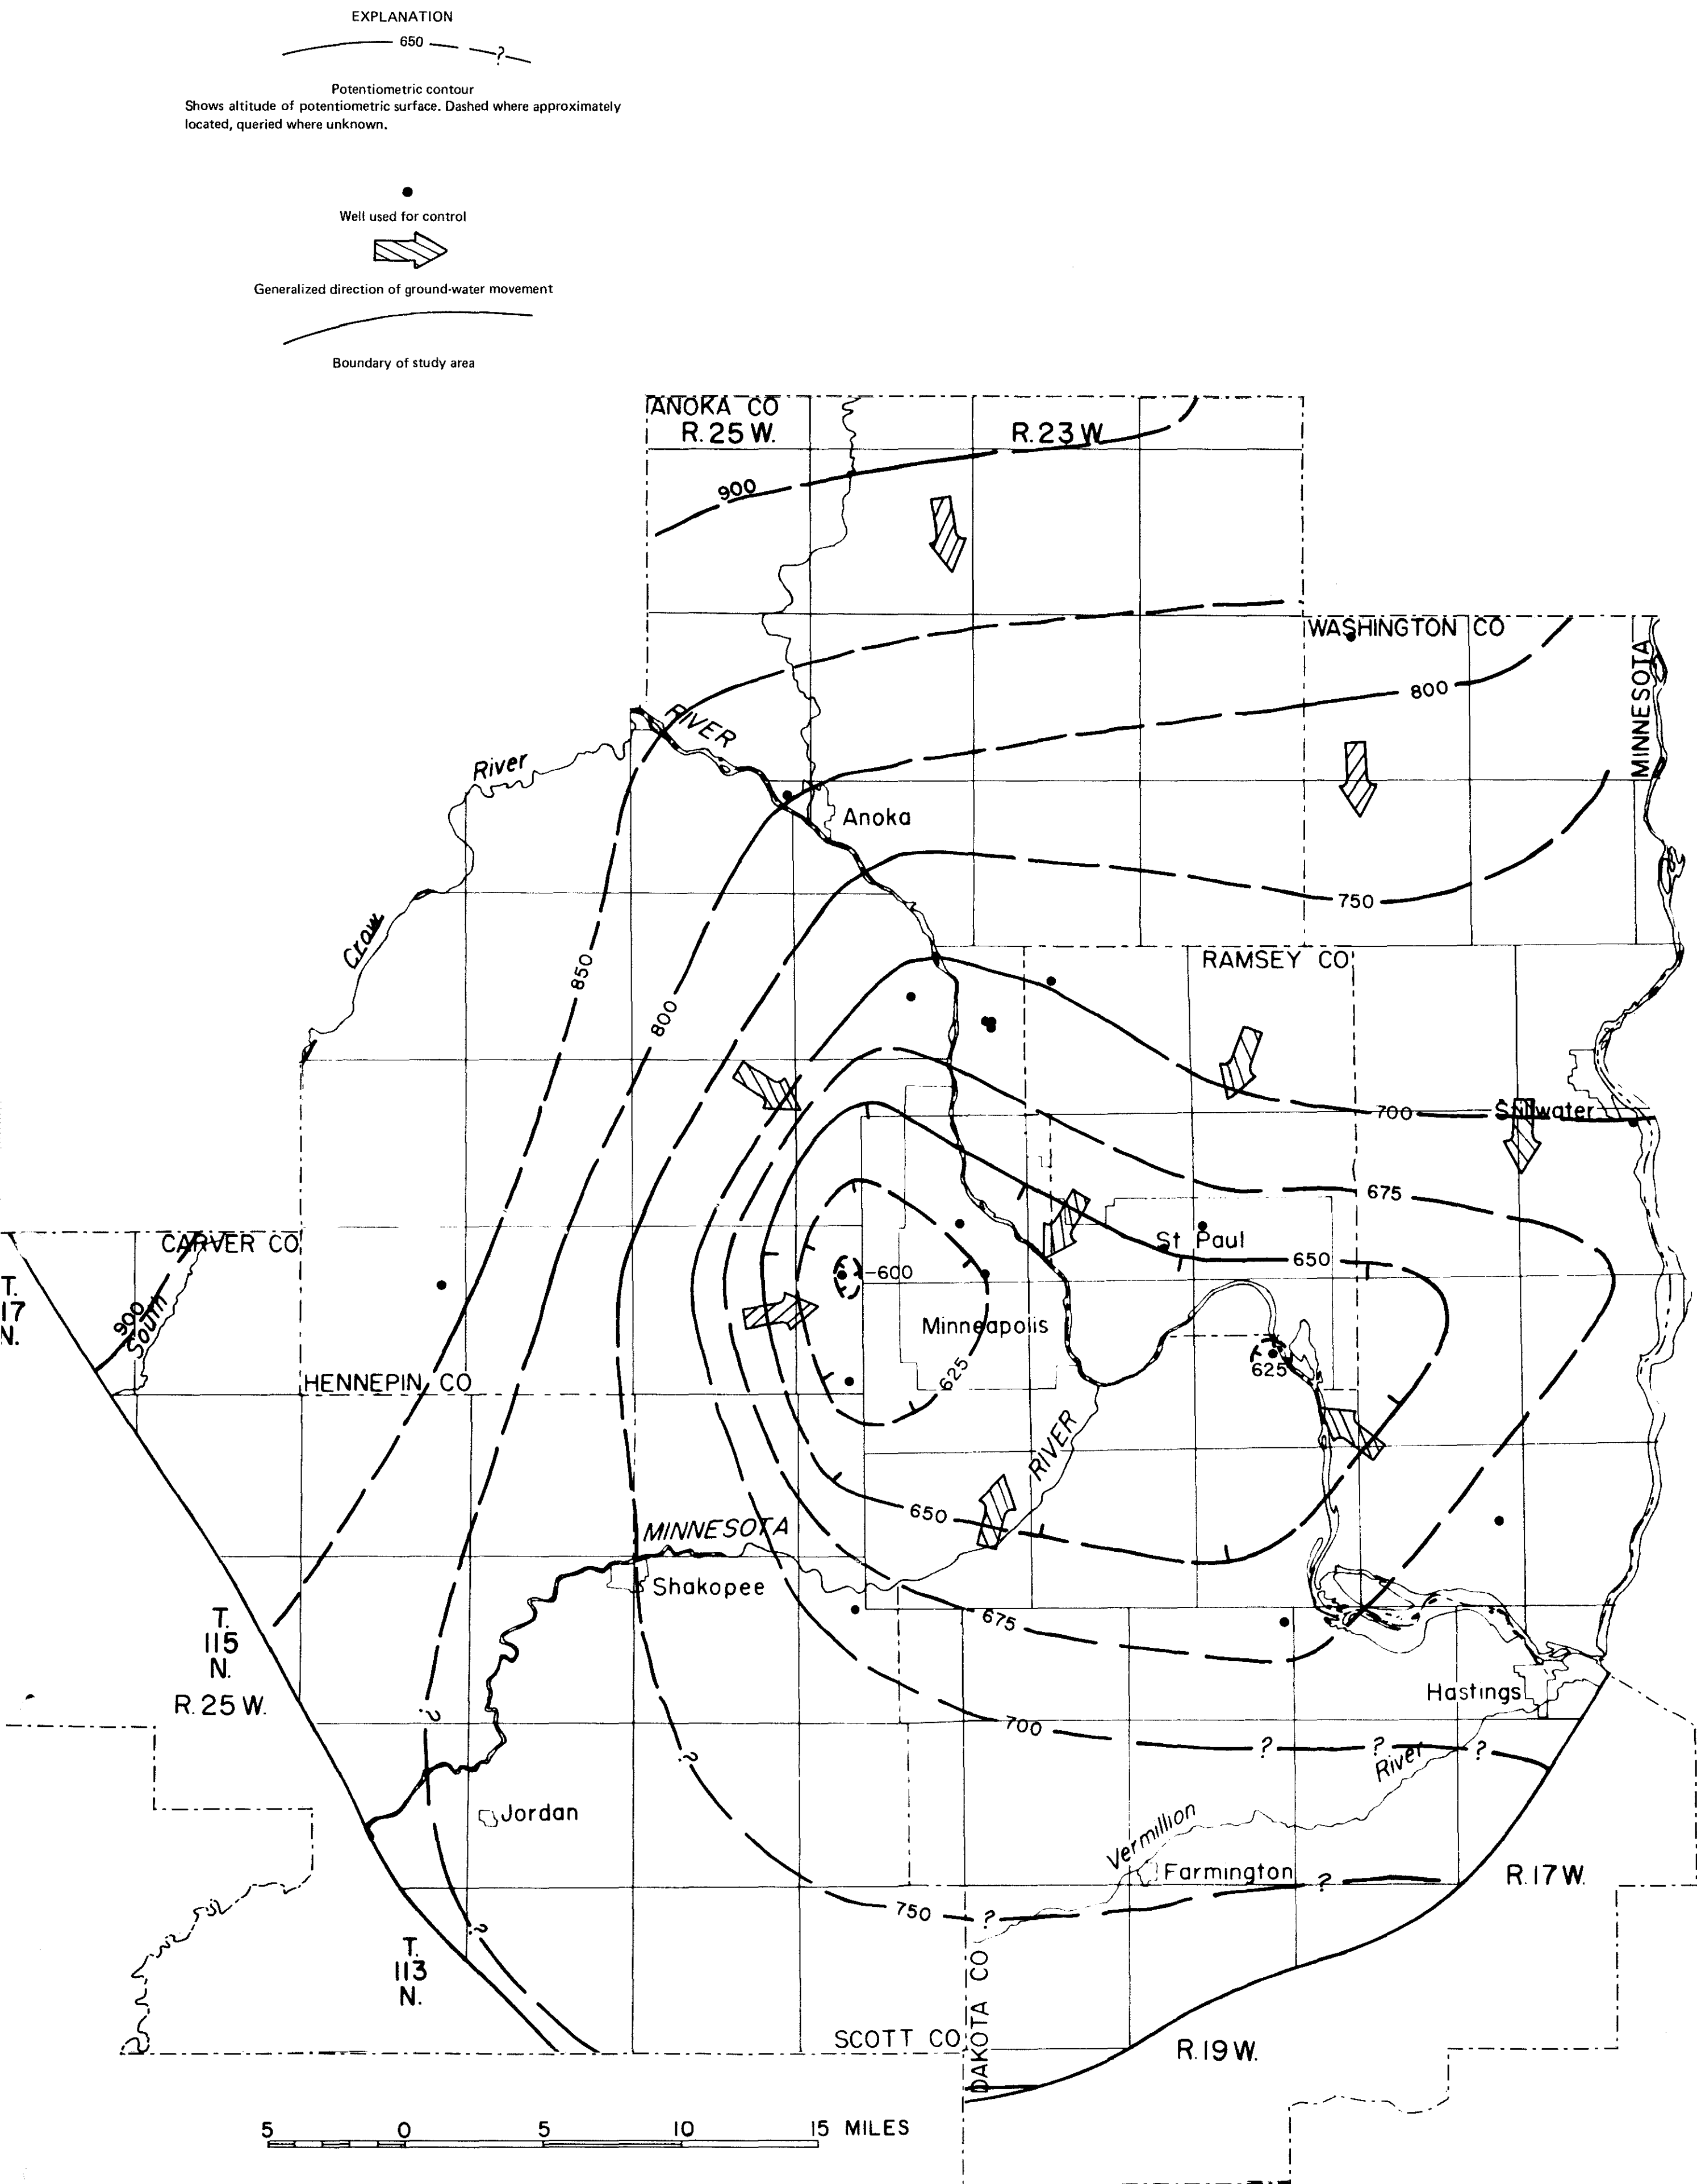 EXPLANATION
650
?
Potentiometric contour
Shows altitude of potentiometric surface. Dashed where approximately
located, queried where unknown.
Well used for control
Generalized direction of ground-water movement
Boundary of study area
ANOKA CO
R. 25 W.
R. 23 W.
900
WASHINGTON CO
800
MINNESOTA
RIVER
River
Anoka
Crow
750
850
RAMSEY CO
800
700
Stillwater
675
CARVER CO
St Paul
650
T.
117
N.
900
South
600
Minneapolis
625
625
HENNEPIN CO
RIVER
650
MINNESOTA
Shakopee
675
T.
115
N.
R. 25 W.
Hastings
?
700
?
?
?
?
River
Jordan
Vermillion
Farmington
?
R. 17 W.
750
?
?
T.
113
N.
DAKOTA CO
SCOTT CO
R. 19 W.
5 0 5 10 15 MILES